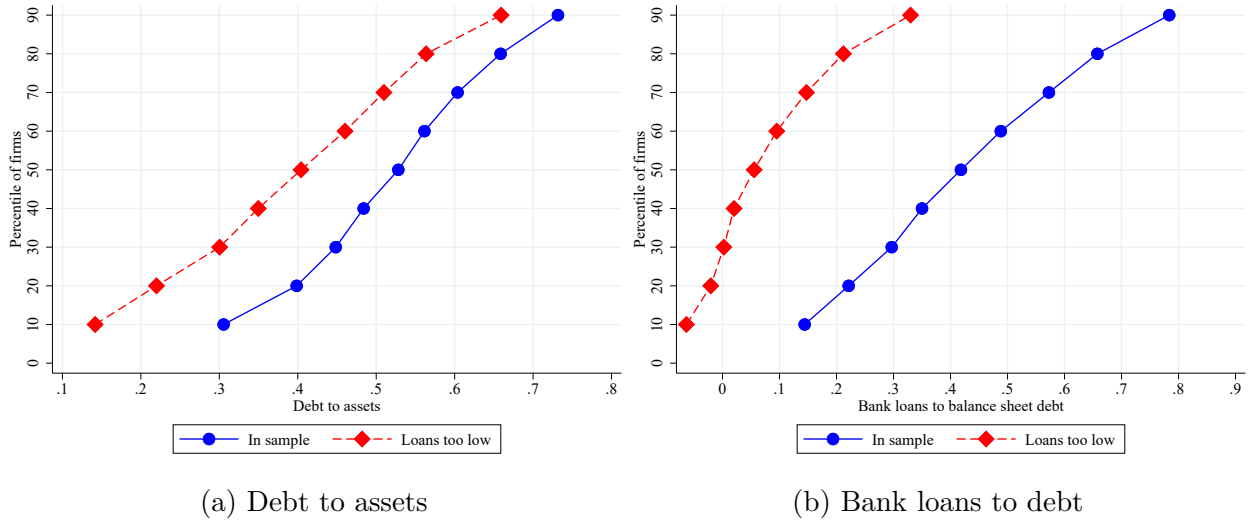 Percentile of firms
90
80
70
60
50
40
30
20
10
0
.1 .2 .3 .4 .5 .6 .7 .8
Debt to assets
In sample Loans too low
(a) Debt to assets
Percentile of firms
90
80
70
60
50
40
30
20
10
0
0 .1 .2 .3 .4 .5 .6 .7 .8 .9
Bank loans to balance sheet debt
In sample Loans too low
(b) Bank loans to debt